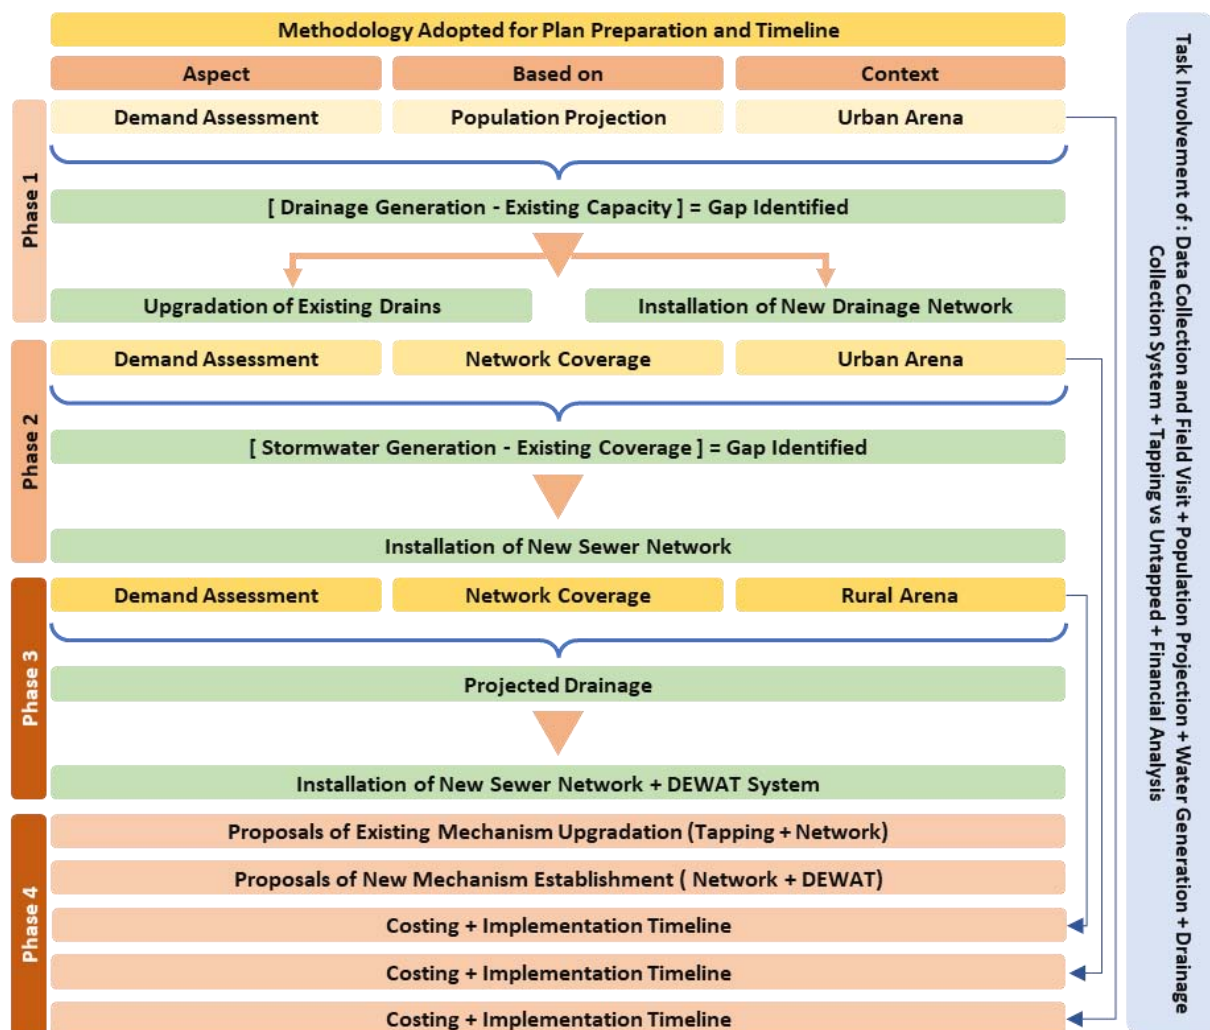 Methodology Adopted for Plan Preparation and Timeline
Aspect
Based on
Context
Phase 1
Demand Assessment
Population Projection
Urban Arena
[ Drainage Generation - Existing Capacity ] = Gap Identified
Upgradation of Existing Drains
Installation of New Drainage Network
Phase 2
Demand Assessment
Network Coverage
Urban Arena
[ Stormwater Generation - Existing Coverage ] = Gap Identified
Installation of New Sewer Network
Phase 3
Demand Assessment
Network Coverage
Rural Arena
Projected Drainage
Installation of New Sewer Network + DEWAT System
Phase 4
Proposals of Existing Mechanism Upgradation (Tapping + Network)
Proposals of New Mechanism Establishment ( Network + DEWAT)
Costing + Implementation Timeline
Costing + Implementation Timeline
Costing + Implementation Timeline
Task Involvement of : Data Collection and Field Visit + Population Projection + Water Generation + Drainage
Collection System + Tapping vs Untapped + Financial Analysis